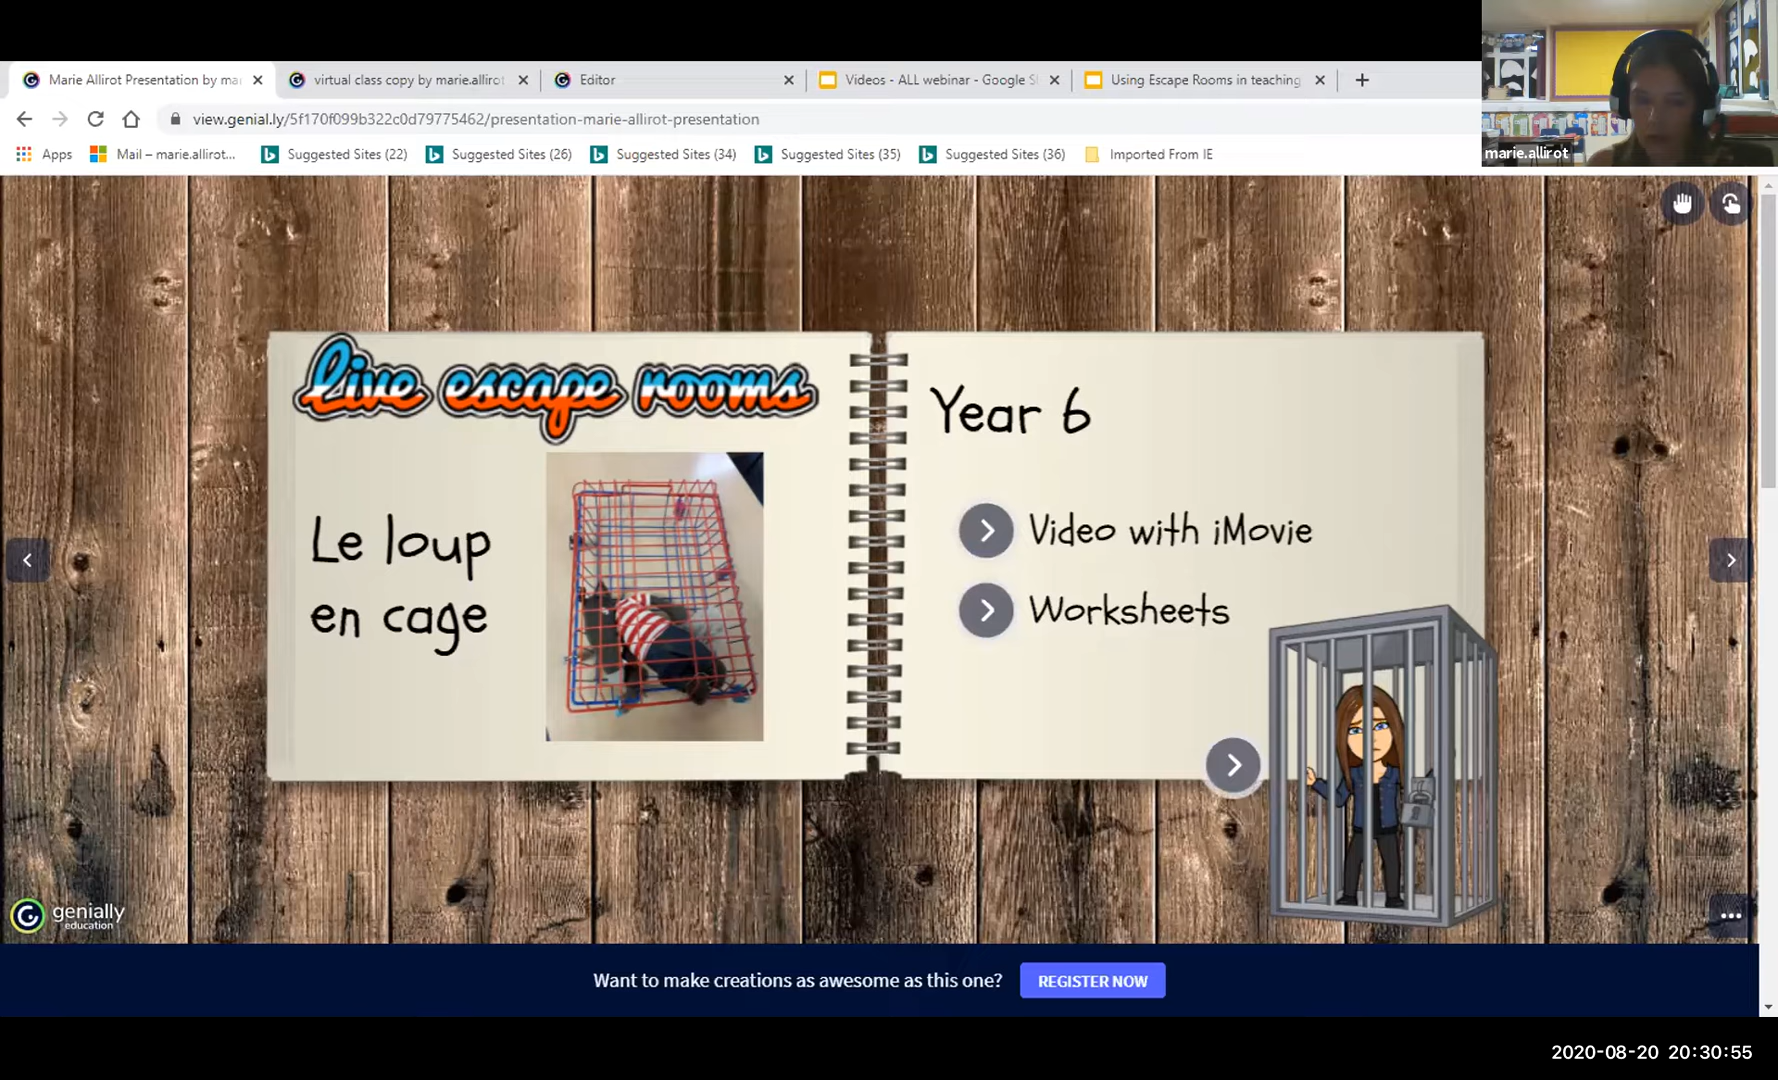 Marie Allirot Presentation by ma
virtual class copy by marie.alliro
Editor
Videos - ALL webinar - Google S
Using Escape Rooms in teaching
view.genial.ly/5f170f099b322c0d79775462/presentation-marie-allirot-presentation
Apps
Mail – marie.allirot...
Suggested Sites (22)
Suggested Sites (26)
Suggested Sites (34)
Suggested Sites (35)
Suggested Sites (36)
Imported From IE
marie.allirot
live escape rooms
Le loup
en cage
Year 6
Video with iMovie
Worksheets
genially
education
Want to make creations as awesome as this one?
REGISTER NOW
2020-08-20 20:30:55